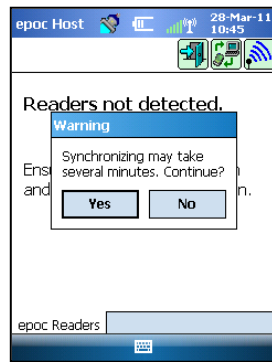 epoc Host 28-Mar-11
10:45
Readers not detected.
Warning
Synchronizing may take
several minutes. Continue?
Yes No
and n.
epoc Readers